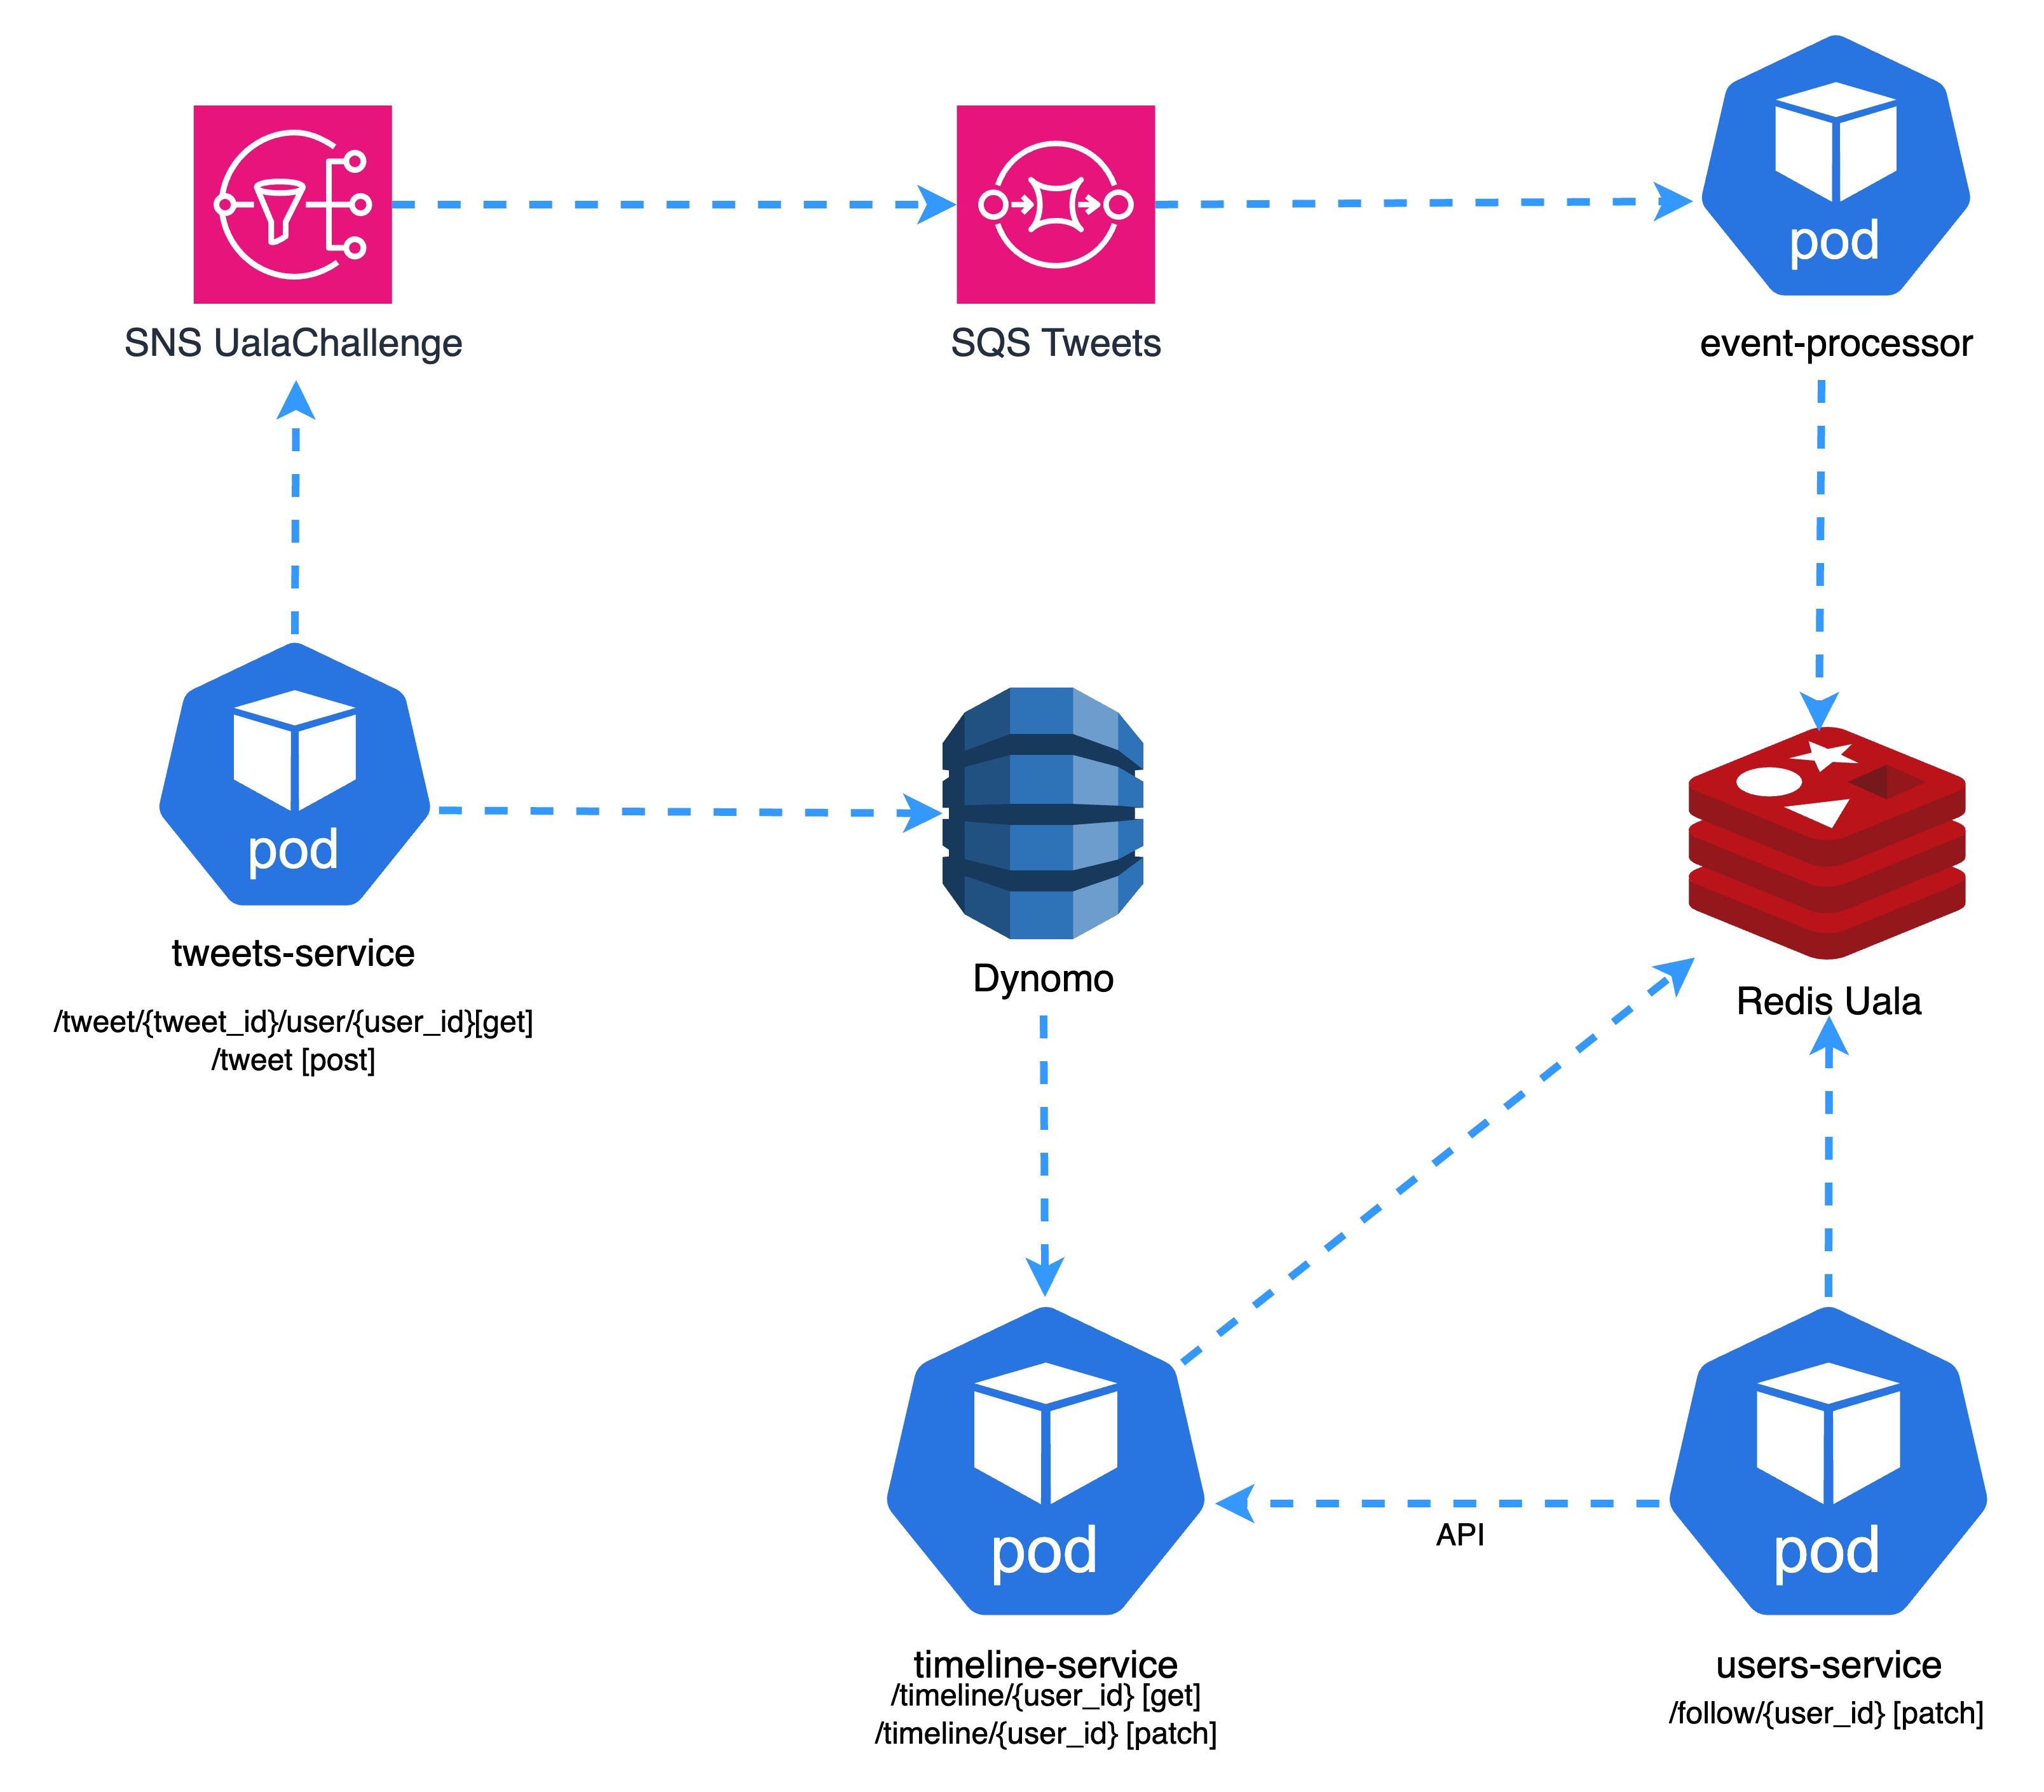 pod
SNS UalaChallenge
SQS Tweets
event-processor
pod
tweets-service
/tweet/{tweet_id}/user/{user_id}[get]
/tweet [post]
Dynomo
Redis Uala
pod
API
pod
timeline-service
/timeline/{user_id} [get]
/timeline/{user_id} [patch]
users-service
/follow/{user_id} [patch]